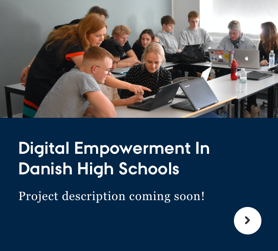 Digital Empowerment In
Danish High Schools
Project description coming soon!